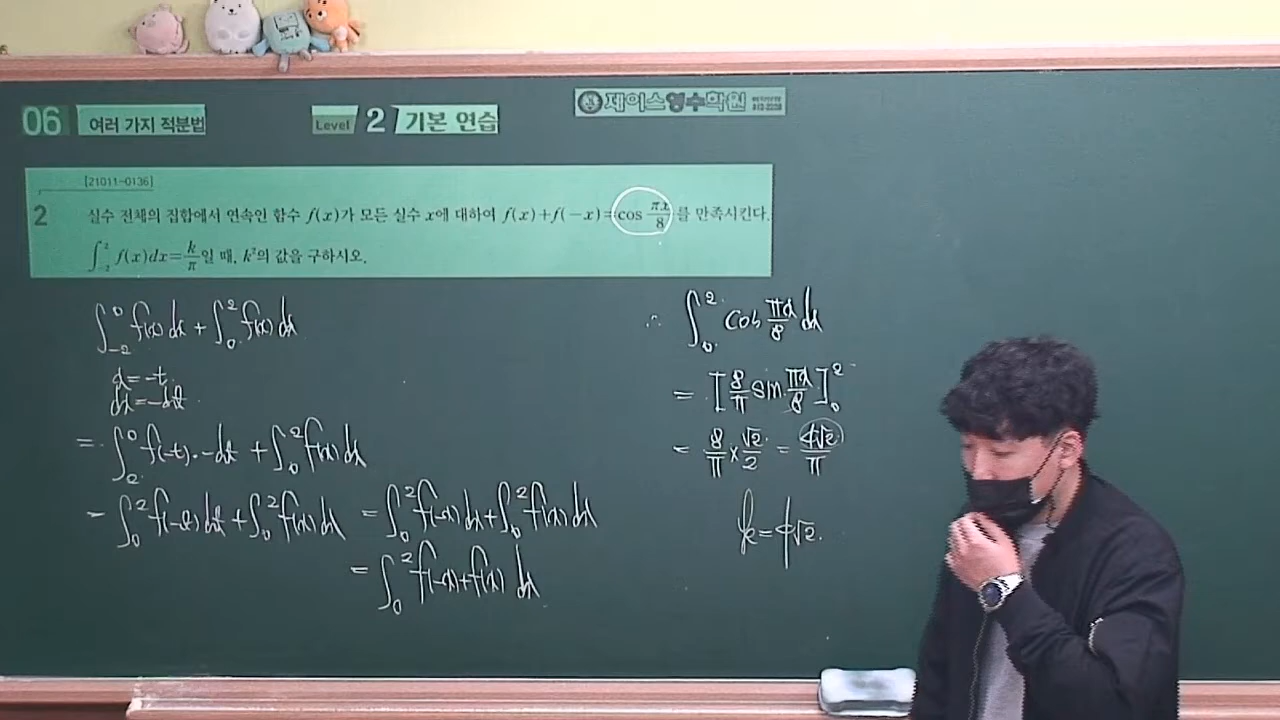 06 여러 가지 적분법
Level 2 기본 연습
제이스영수학원
[21011-0136]
2 실수 전체의 집합에서 연속인 함수 f(x)가 모든 실수 x에 대하여 f(x)+f(-x)=cos πx/8 를 만족시킨다.
∫_{-2}^{2} f(x)dx=k/π일 때, k²의 값을 구하시오.
∫_{-2}^{0} f(x)dx + ∫_{0}^{2} f(x)dx
x=-t
dx=-dt
= ∫_{2}^{0} f(-t)·-dt + ∫_{0}^{2} f(x)dx
= ∫_{0}^{2} f(-t)dt + ∫_{0}^{2} f(x)dx = ∫_{0}^{2} f(-x)dx + ∫_{0}^{2} f(x)dx
= ∫_{0}^{2} f(-x)+f(x) dx
∴ ∫_{0}^{2} cos πx/8 dx
= [8/π sin πx/8]_{0}^{2}
= 8/π × √2/2 = 4√2/π
k=4√2.